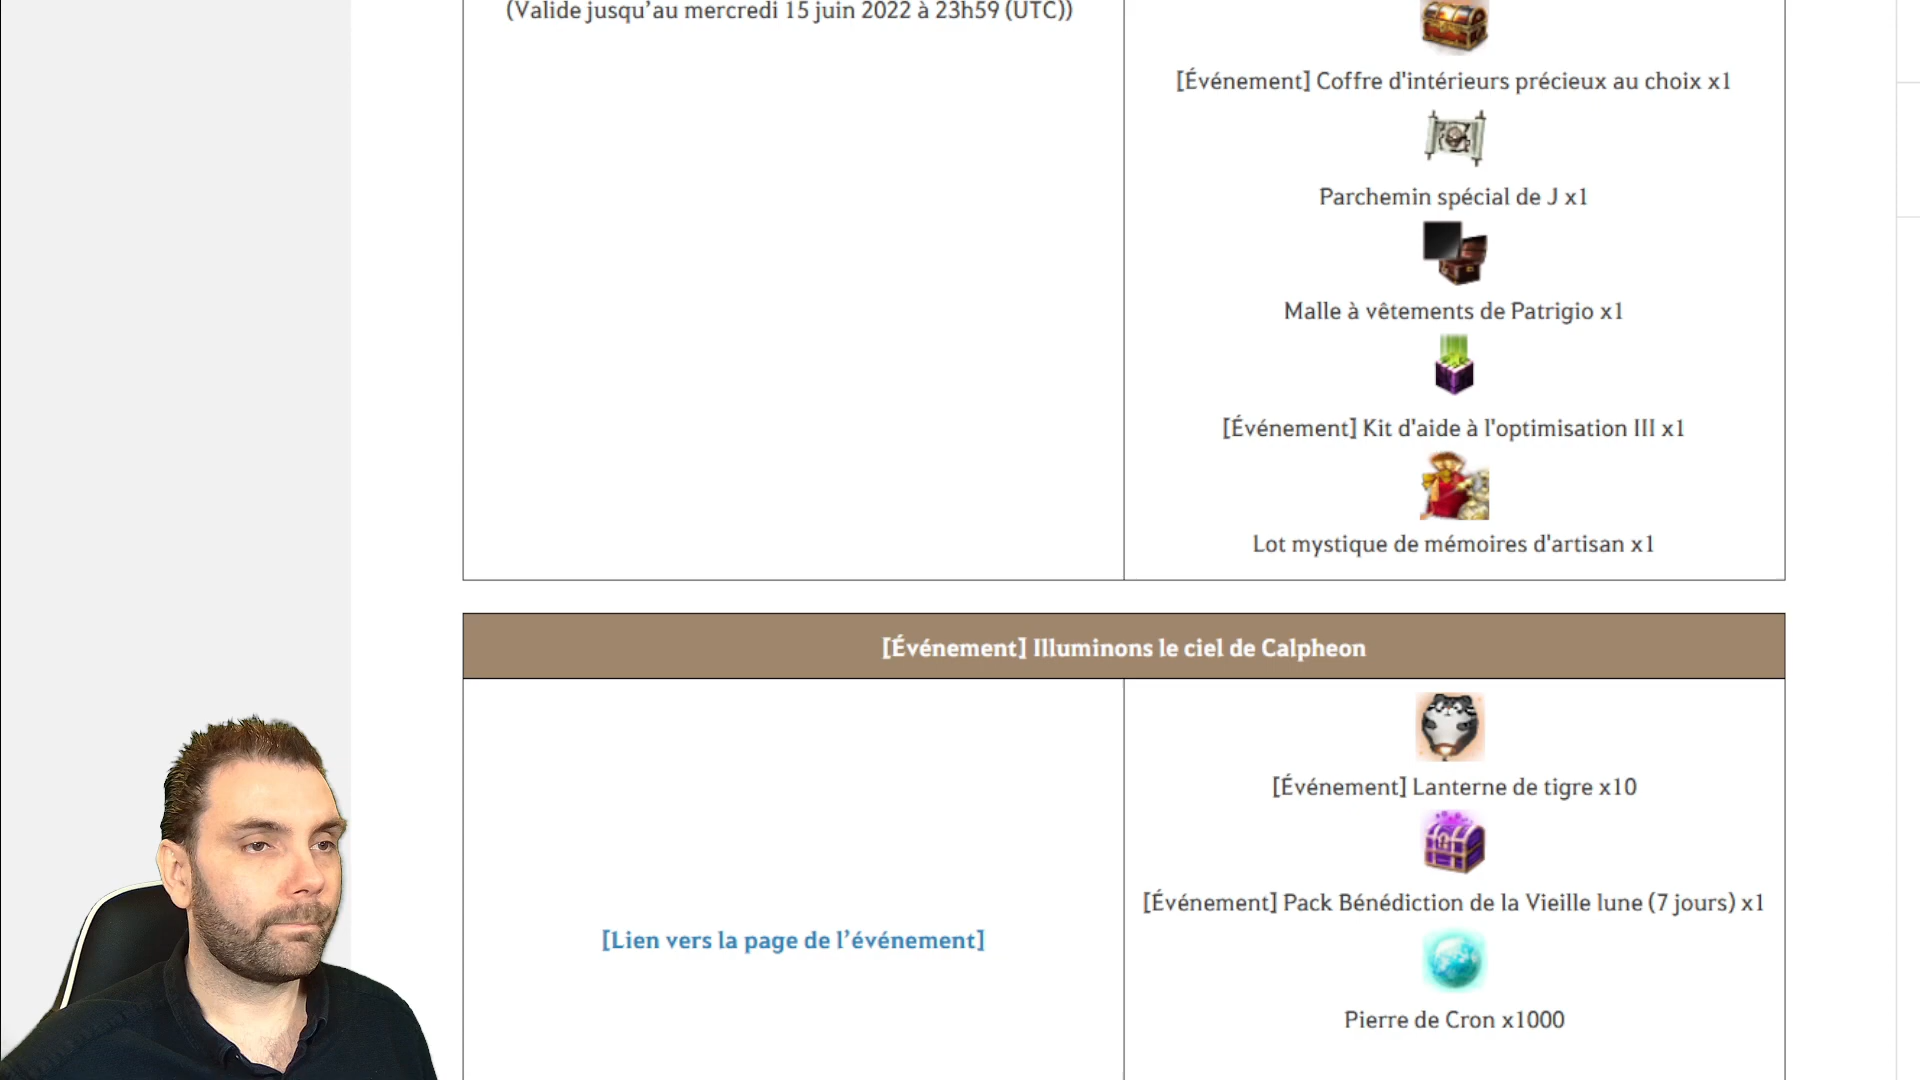 (Valide jusqu’au mercredi 15 juin 2022 à 23h59 (UTC))
[Événement] Coffre d'intérieurs précieux au choix x1
Parchemin spécial de J x1
Malle à vêtements de Patrigio x1
[Événement] Kit d'aide à l'optimisation III x1
Lot mystique de mémoires d'artisan x1
[Événement] Illuminons le ciel de Calpheon
[Événement] Lanterne de tigre x10
[Événement] Pack Bénédiction de la Vieille lune (7 jours) x1
[Lien vers la page de l’événement]
Pierre de Cron x1000